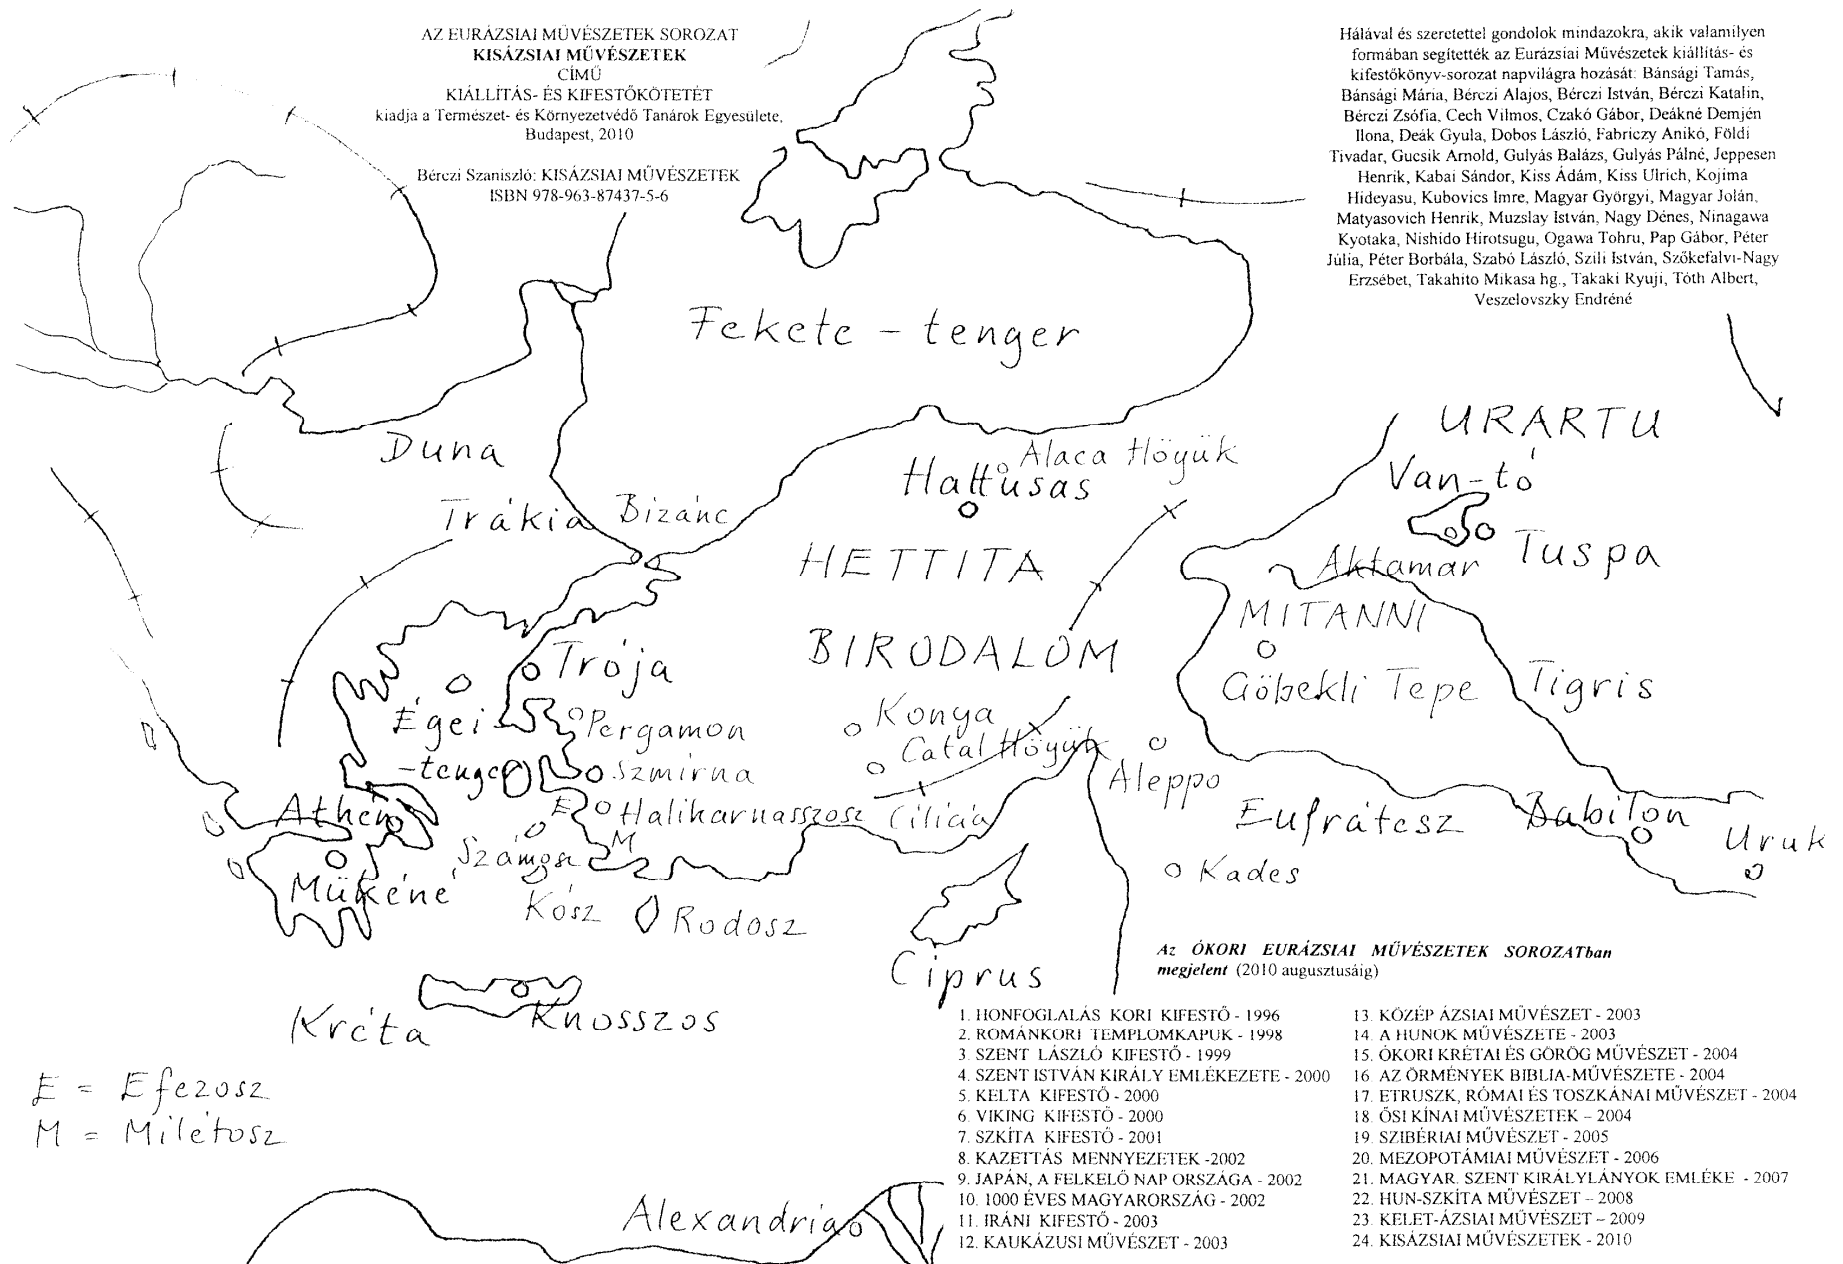 AZ EURÁZSIAI MŰVÉSZETEK SOROZAT
KISÁZSIAI MŰVÉSZETEK
CÍMŰ
KIÁLLÍTÁS- ÉS KIFESTŐKÖTETÉT
kiadja a Természet- és Környezetvédő Tanárok Egyesülete,
Budapest, 2010
Bérczi Szaniszló: KISÁZSIAI MŰVÉSZETEK
ISBN 978-963-87437-5-6
Hálával és szeretettel gondolok mindazokra, akik valamilyen
formában segítették az Eurázsiai Művészetek kiállítás- és
kifestőkönyv-sorozat napvilágra hozását: Bánsági Tamás,
Bánsági Mária, Bérczi Alajos, Bérczi István, Bérczi Katalin,
Bérczi Zsófia, Cech Vilmos, Czakó Gábor, Deákné Demjén
Ilona, Deák Gyula, Dobos László, Fabriczy Anikó, Földi
Tivadar, Gucsik Arnold, Gulyás Balázs, Gulyás Pálné, Jeppesen
Henrik, Kabai Sándor, Kiss Ádám, Kiss Ulrich, Kojima
Hideyasu, Kubovics Imre, Magyar Györgyi, Magyar Jolán,
Matyasovich Henrik, Muzslay István, Nagy Dénes, Ninagawa
Kyotaka, Nishido Hirotsugu, Ogawa Tohru, Pap Gábor, Péter
Júlia, Péter Borbála, Szabó László, Szili István, Szőkefalvi-Nagy
Erzsébet, Takahito Mikasa hg., Takaki Ryuji, Tóth Albert,
Veszelovszky Endréné
Fekete - tenger
Duna
Trákia
Bizánc
Alaca Höyük
Hattusas
URARTU
Van-tó
Tuspa
Aktamar
HETTITA
BIRODALOM
MITANNI
Göbekli Tepe
Tigris
Trója
Égei
-tenger
Pergamon
Szmirna
Konya
Catal Höyük
Aleppo
Athén
E
Halikarnasszosz
Cilicia
Eufrátesz
Babilon
Uruk
M
Számosz
Mükéné
Kósz
Rodosz
Kades
Ciprus
Kréta
Knosszos
E = Efezosz
M = Milétosz
Alexandria
Az ÓKORI EURÁZSIAI MŰVÉSZETEK SOROZATban
megjelent (2010 augusztusáig)
1. HONFOGLALÁS KORI KIFESTŐ - 1996
2. ROMÁNKORI TEMPLOMKAPUK - 1998
3. SZENT LÁSZLÓ KIFESTŐ - 1999
4. SZENT ISTVÁN KIRÁLY EMLÉKEZETE - 2000
5. KELTA KIFESTŐ - 2000
6. VIKING KIFESTŐ - 2000
7. SZKÍTA KIFESTŐ - 2001
8. KAZETTÁS MENNYEZETEK -2002
9. JAPÁN, A FELKELŐ NAP ORSZÁGA - 2002
10. 1000 ÉVES MAGYARORSZÁG - 2002
11. IRÁNI KIFESTŐ - 2003
12. KAUKÁZUSI MŰVÉSZET - 2003
13. KÖZÉP ÁZSIAI MŰVÉSZET - 2003
14. A HUNOK MŰVÉSZETE - 2003
15. ÓKORI KRÉTAI ÉS GÖRÖG MŰVÉSZET - 2004
16. AZ ÖRMÉNYEK BIBLIA-MŰVÉSZETE - 2004
17. ETRUSZK, RÓMAI ÉS TOSZKÁNAI MŰVÉSZET - 2004
18. ŐSI KÍNAI MŰVÉSZETEK – 2004
19. SZIBÉRIAI MŰVÉSZET - 2005
20. MEZOPOTÁMIAI MŰVÉSZET - 2006
21. MAGYAR SZENT KIRÁLYLÁNYOK EMLÉKE - 2007
22. HUN-SZKÍTA MŰVÉSZET – 2008
23. KELET-ÁZSIAI MŰVÉSZET – 2009
24. KISÁZSIAI MŰVÉSZETEK - 2010